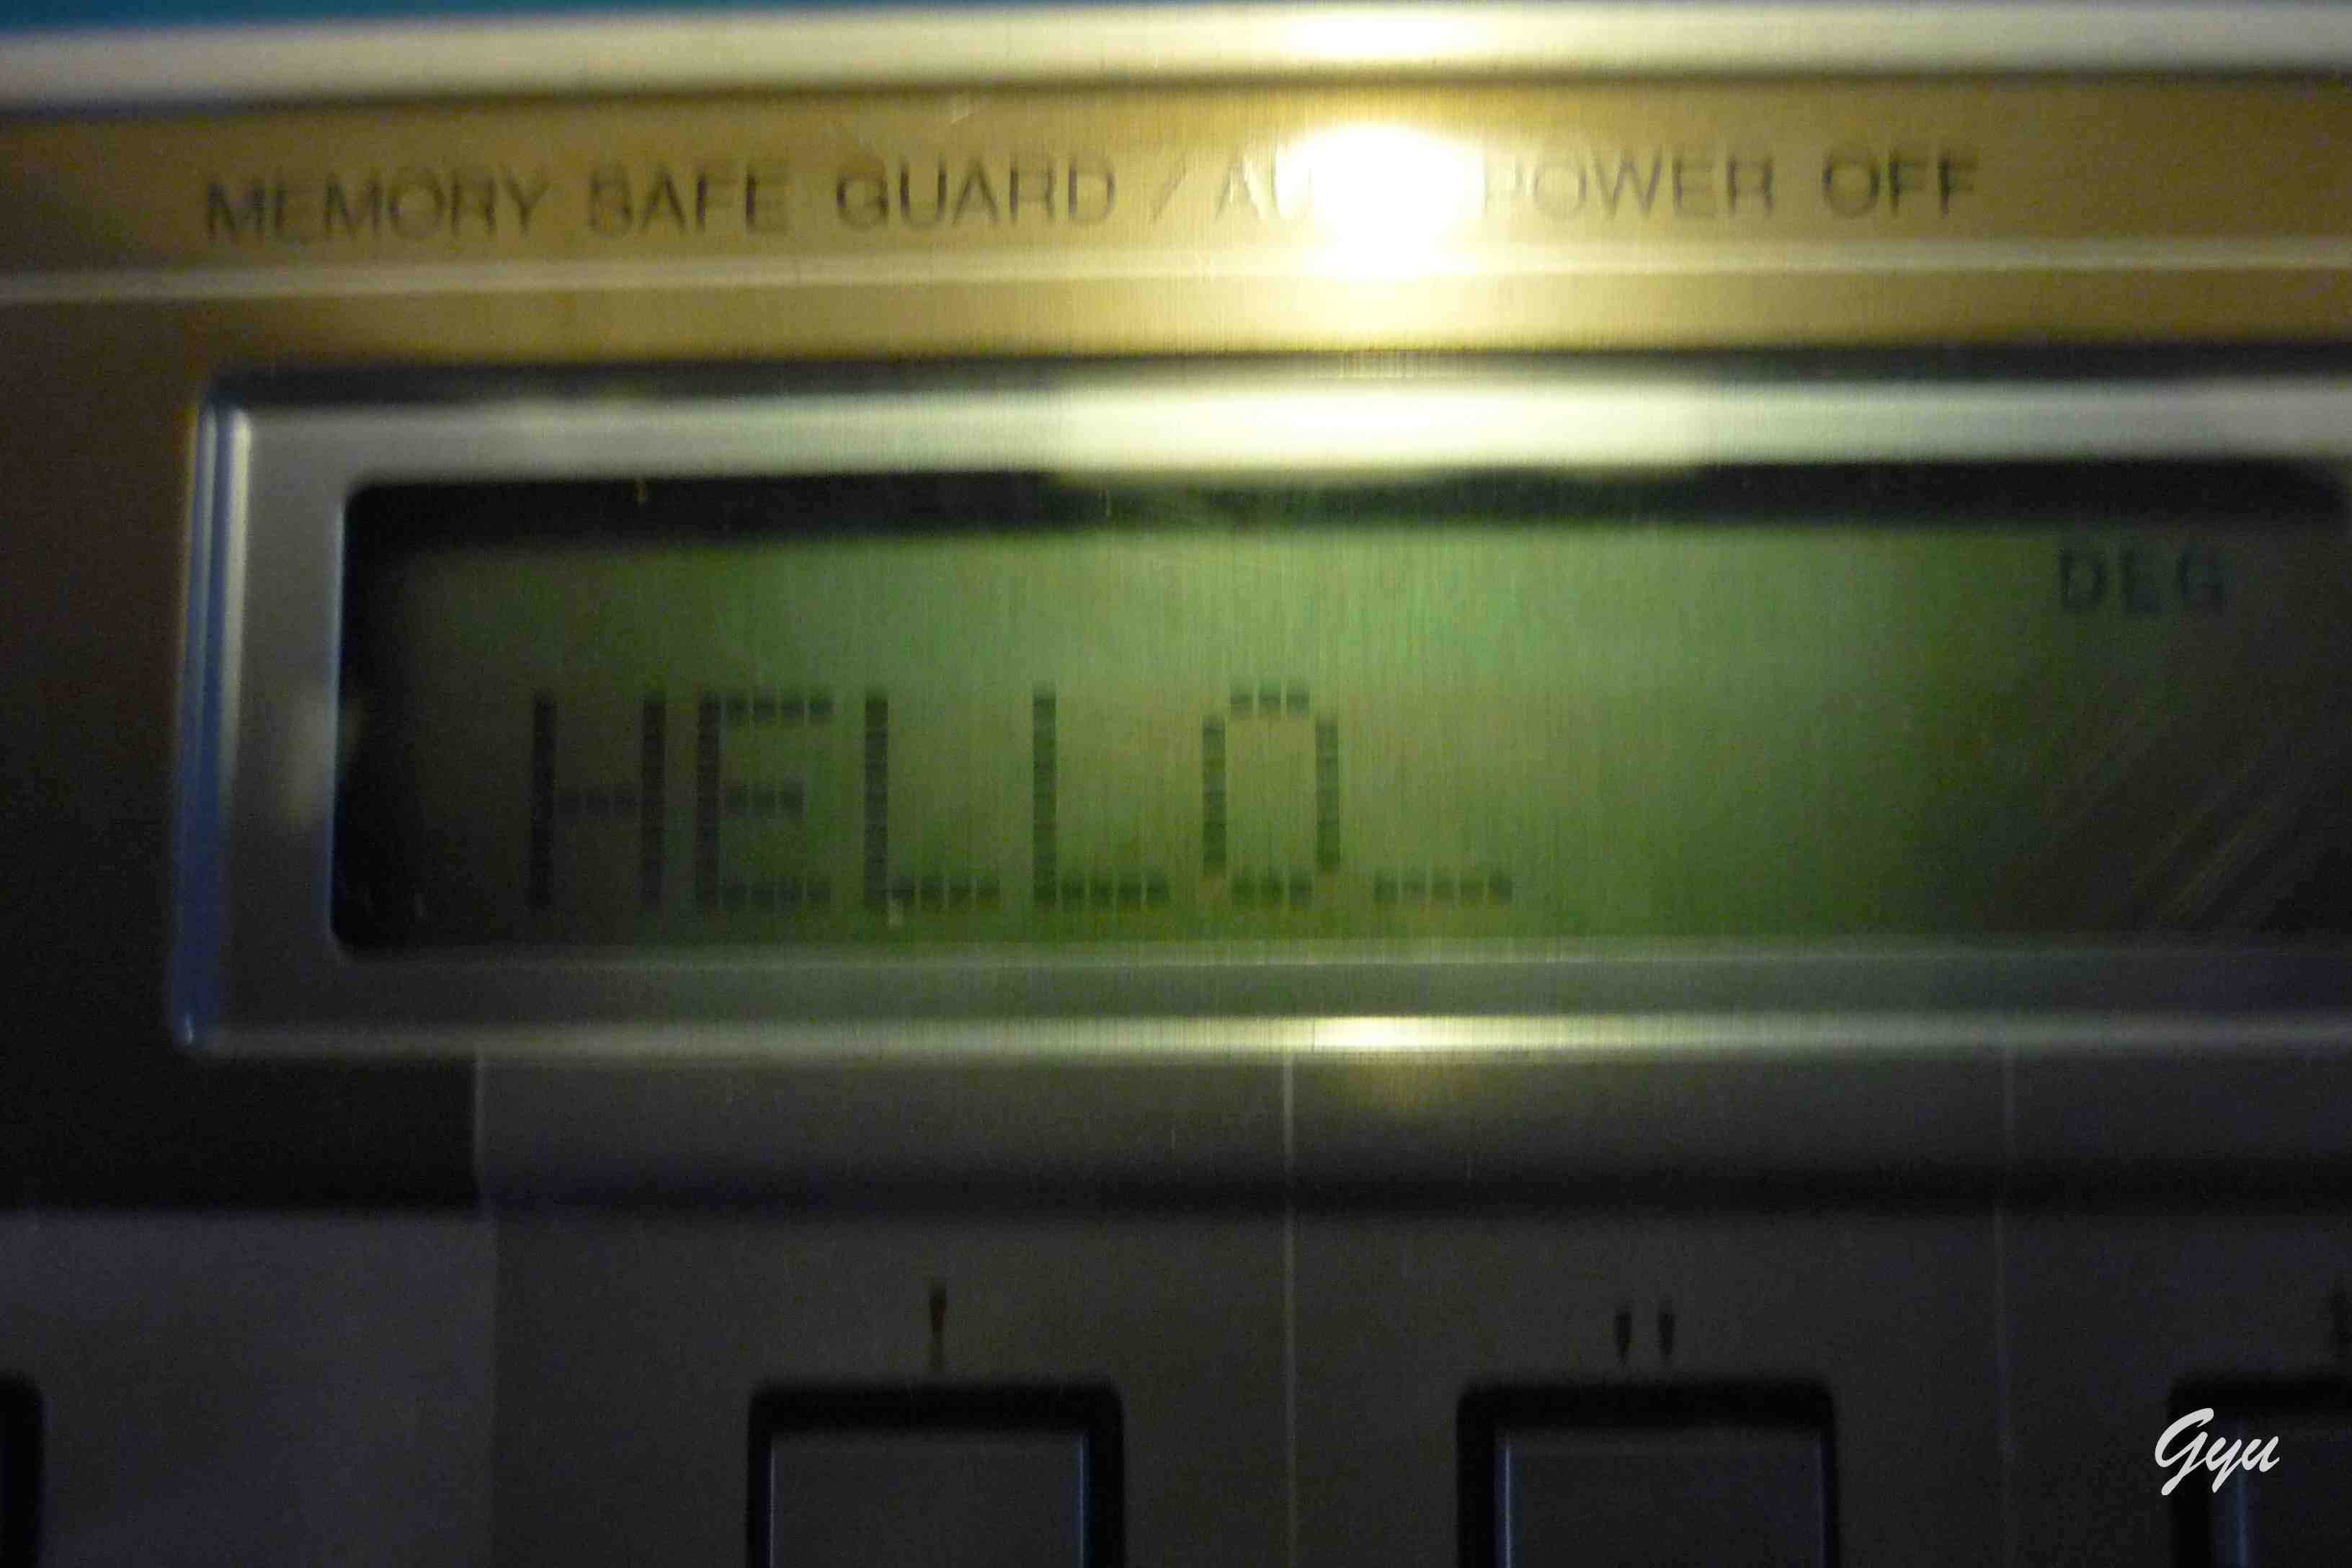 MEMORY SAFE GUARD / AU POWER OFF
DEG
HELLO_
! "
Gyu